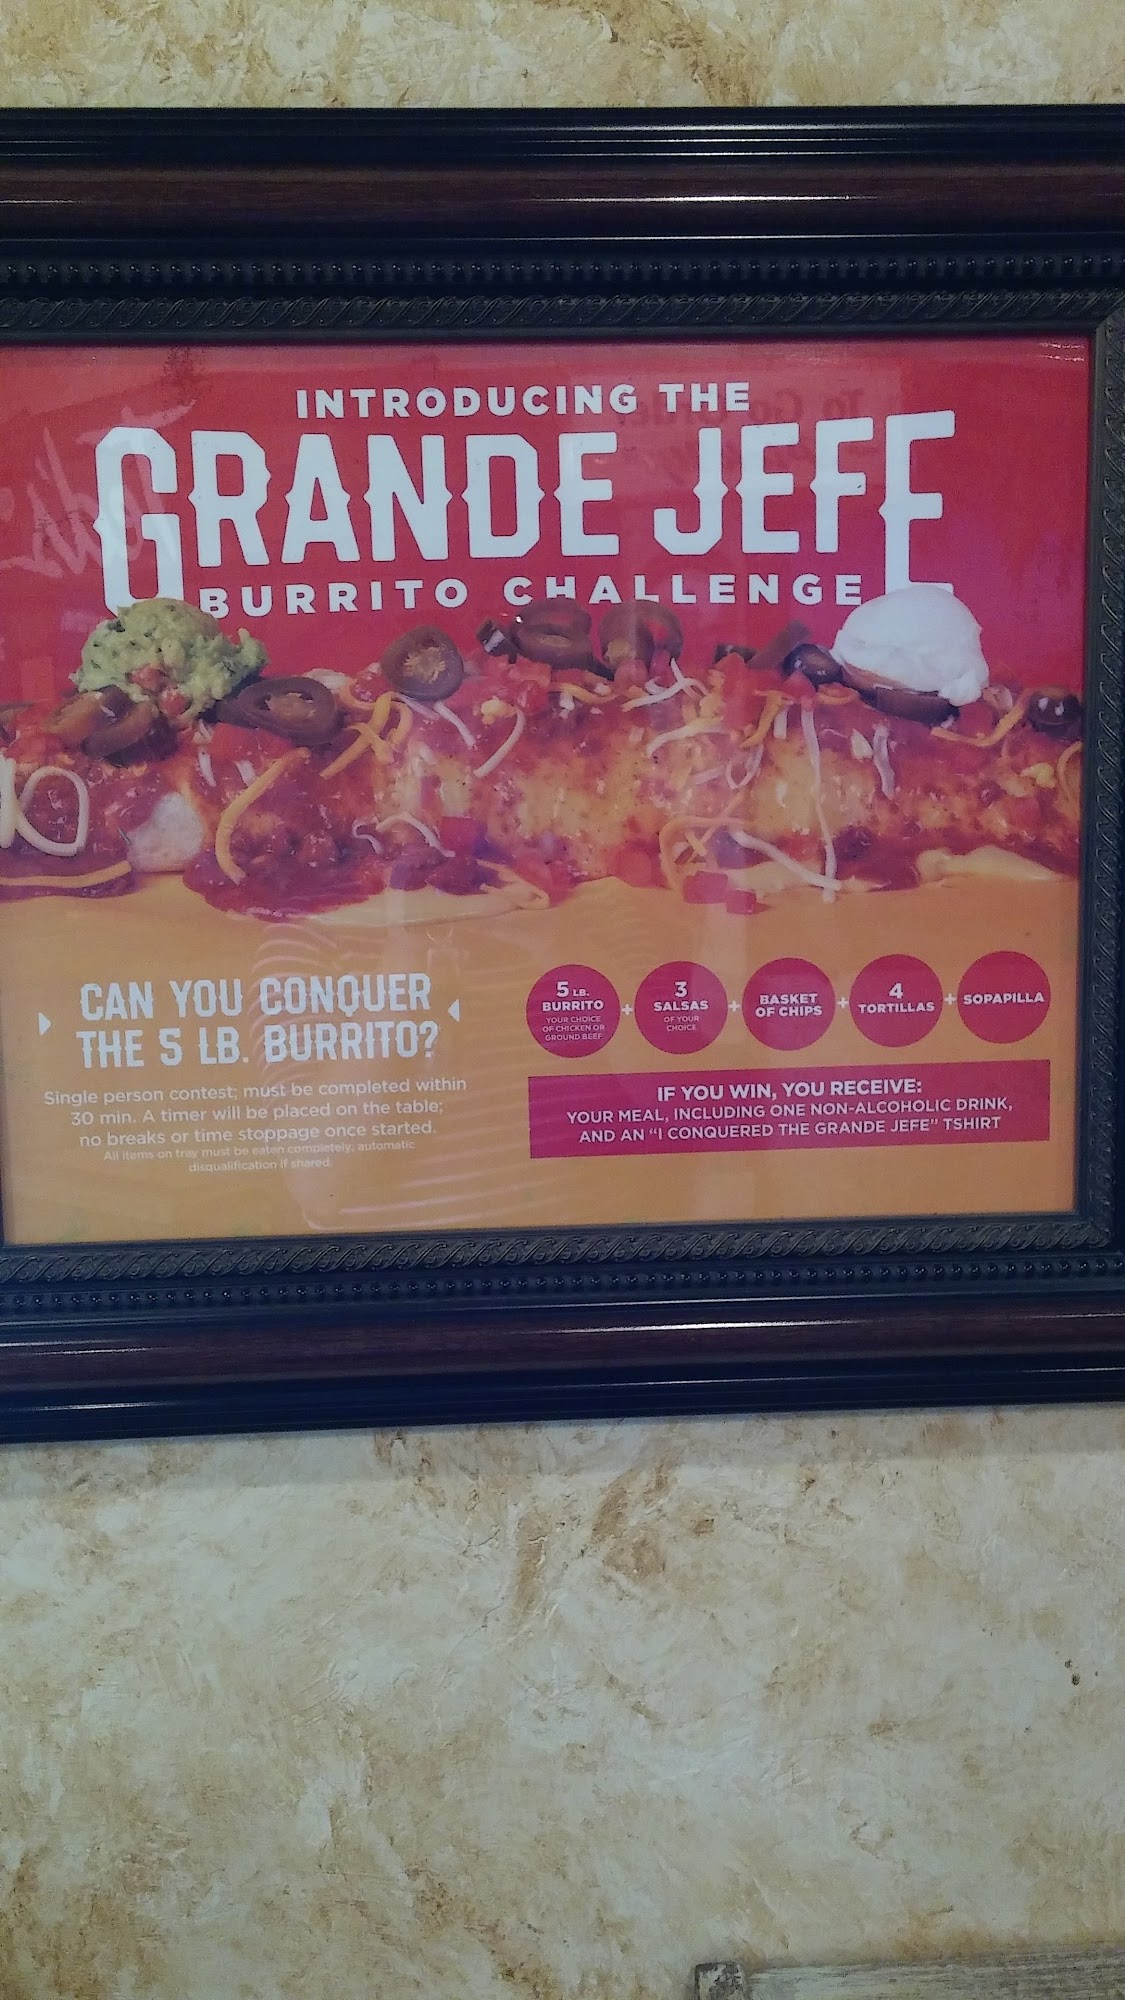 INTRODUCING THE
GRANDE JEFE
BURRITO CHALLENGE
CAN YOU CONQUER
THE 5 LB. BURRITO?
Single person contest; must be completed within
30 min. A timer will be placed on the table;
no breaks or time stoppage once started.
All items on tray must be eaten completely; automatic
disqualification if shared.
5 LB.
BURRITO
YOUR CHOICE
OF CHICKEN OR
GROUND BEEF
+
3
SALSAS
OF YOUR
CHOICE
+
BASKET
OF CHIPS
+
4
TORTILLAS
+
SOPAPILLA
IF YOU WIN, YOU RECEIVE:
YOUR MEAL, INCLUDING ONE NON-ALCOHOLIC DRINK,
AND AN “I CONQUERED THE GRANDE JEFE” TSHIRT